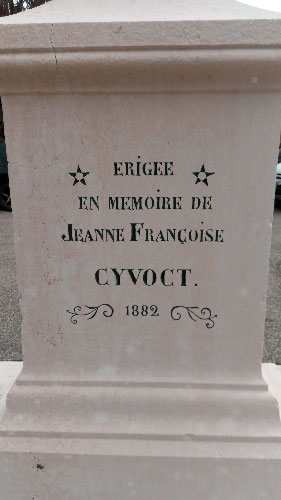 ERIGEE
EN MEMOIRE DE
JEANNE FRANÇOISE
CYVOCT.
1882